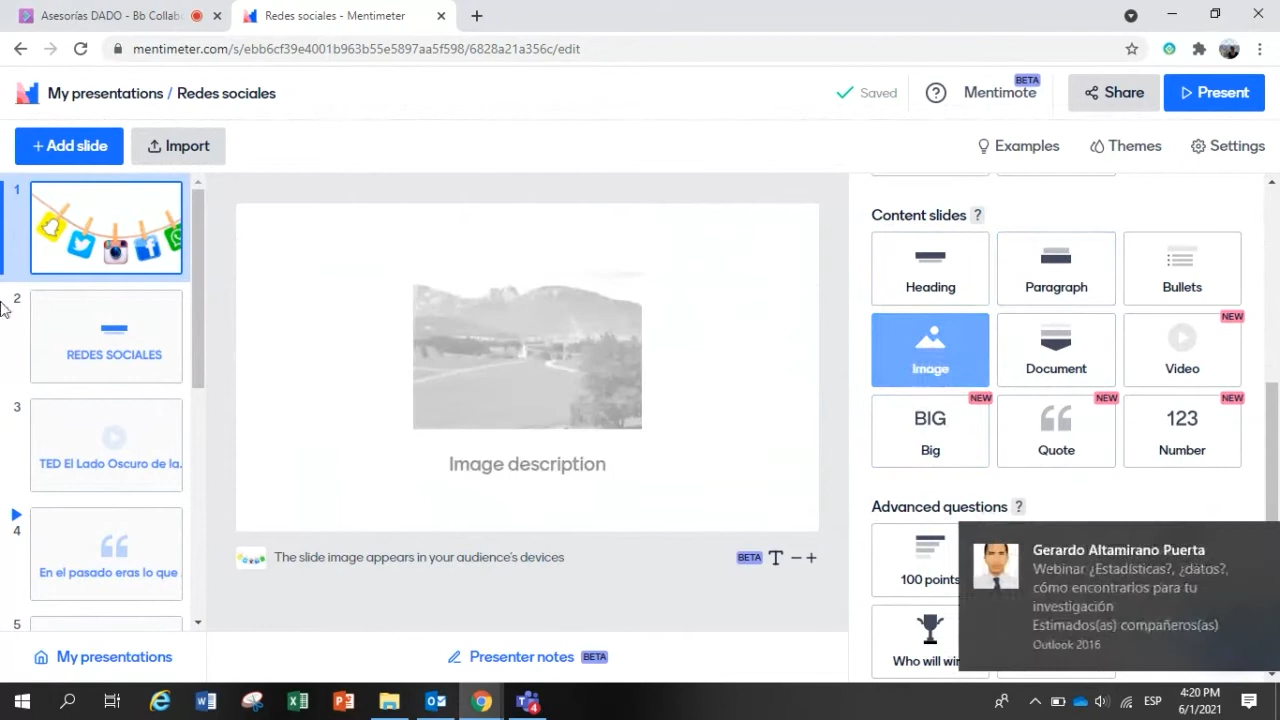 Asesorías DADO - Bb Collab
Redes sociales - Mentimeter
mentimeter.com/s/ebb6cf39e4001b963b55e5897aa5f598/6828a21a356c/edit
My presentations / Redes sociales
Saved
Mentimote
BETA
Share
Present
+ Add slide
Import
Examples
Themes
Settings
1
2
REDES SOCIALES
3
TED El Lado Oscuro de la.
4
En el pasado eras lo que
5
Image description
The slide image appears in your audience's devices
BETA
T
My presentations
Presenter notes
BETA
Content slides ?
Heading
Paragraph
Bullets
Image
Document
Video
NEW
BIG
Big
NEW
Quote
NEW
123
Number
NEW
Advanced questions ?
100 points
Who will win
Gerardo Altamirano Puerta
Webinar ¿Estadísticas?, ¿datos?,
cómo encontrarlos para tu
investigación
Estimados(as) compañeros(as)
Outlook 2016
4
ESP
4:20 PM
6/1/2021